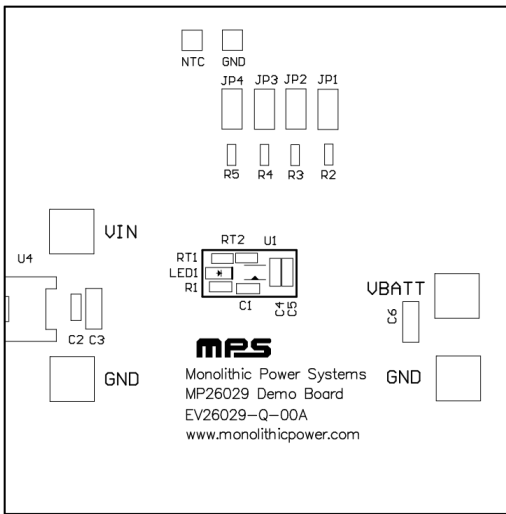 NTC GND
JP4 JP3 JP2 JP1
R5 R4 R3 R2
VIN
U4
RT2 U1
RT1
LED1
R1
C1 C4 C5
C2 C3
VBATT
C6
GND
GND
mps
Monolithic Power Systems
MP26029 Demo Board
EV26029-Q-00A
www.monolithicpower.com